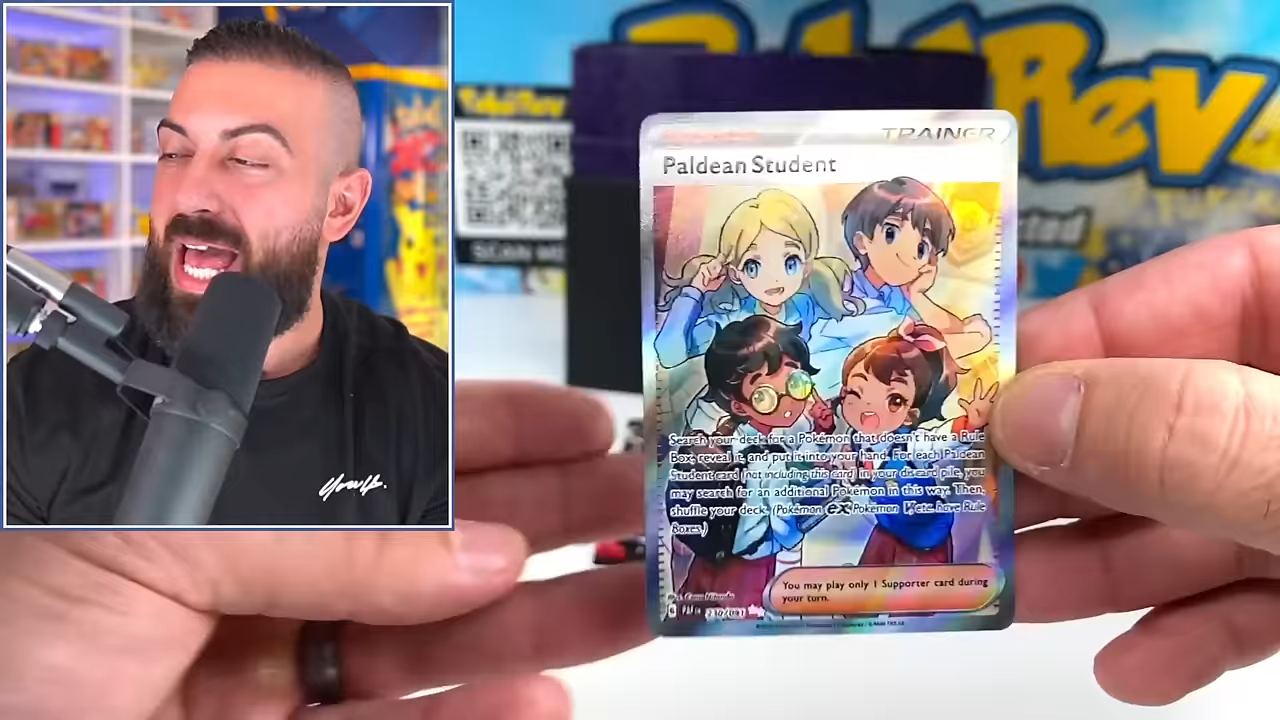 PokéRev
SCAN ME
TRAINER
Paldean Student
Search your deck for a Pokémon that doesn't have a Rule
Box, reveal it, and put it into your hand. For each Paldean
Student card (not including this card) in your discard pile, you
may search for an additional Pokémon in this way. Then,
shuffle your deck. (Pokémon ex, Pokémon V, etc. have Rule
Boxes.)
You may play only 1 Supporter card during
your turn.
230/091